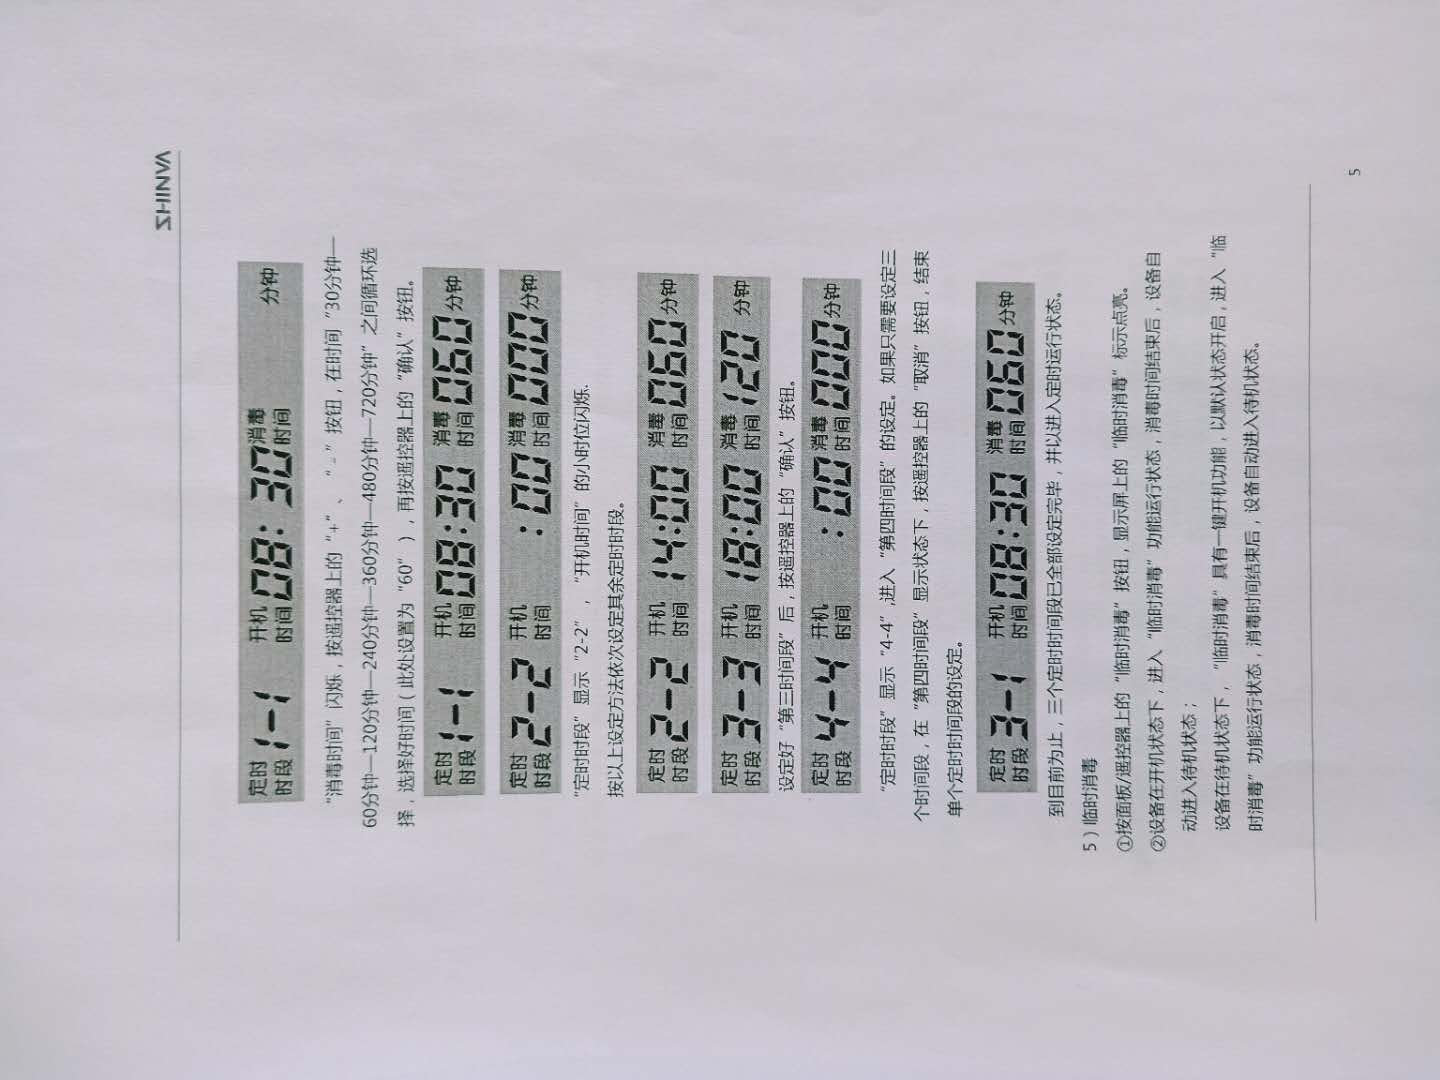 SHINVA
定时时段 1-1 开机时间 08:30 消毒时间 分钟
“消毒时间”闪烁，按遥控器上的“+”、“-”按钮，在时间“30分钟—
60分钟—120分钟—240分钟—360分钟—480分钟—720分钟”之间循环选
择，选择好时间（此处设置为“60”），再按遥控器上的“确认”按钮。
定时时段 1-1 开机时间 08:30 消毒时间 060 分钟
定时时段 2-2 开机时间 :00 消毒时间 000 分钟
“定时时段”显示“2-2”，“开机时间”的小时位闪烁.
按以上设定方法依次设定其余定时时段。
定时时段 2-2 开机时间 14:00 消毒时间 060 分钟
定时时段 3-3 开机时间 18:00 消毒时间 120 分钟
设定好“第三时间段”后，按遥控器上的“确认”按钮。
定时时段 4-4 开机时间 :00 消毒时间 000 分钟
“定时时段”显示“4-4”,进入“第四时间段”的设定。如果只需要设定三
个时间段，在“第四时间段”显示状态下，按遥控器上的“取消”按钮，结束
单个定时时间段的设定。
定时时段 3-1 开机时间 08:30 消毒时间 060 分钟
到目前为止，三个定时时间段已全部设定完毕，并以进入定时运行状态。
5）临时消毒
①按面板/遥控器上的“临时消毒”按钮，显示屏上的“临时消毒”标示点亮。
②设备在开机状态下，进入“临时消毒”功能运行状态，消毒时间结束后，设备自
动进入待机状态；
设备在待机状态下，“临时消毒”具有一键开机功能，以默认状态开启，进入“临
时消毒”功能运行状态，消毒时间结束后，设备自动进入待机状态。
5